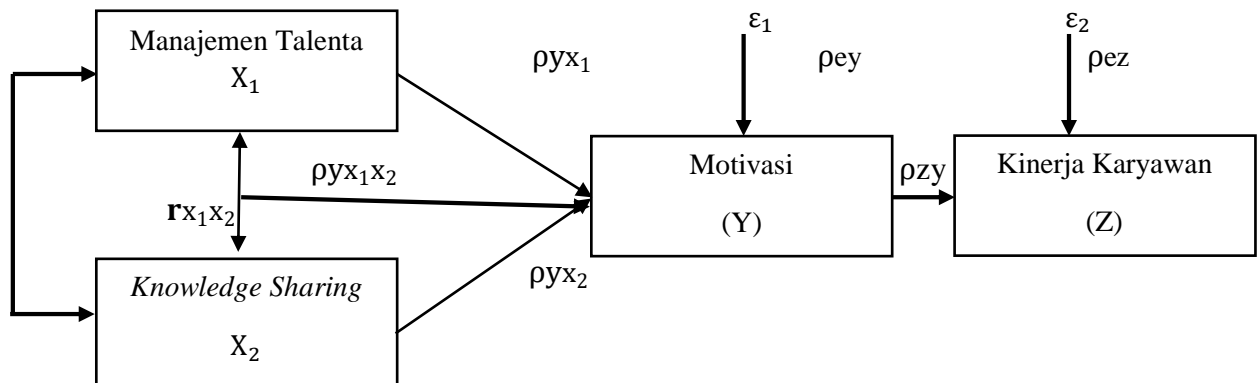 Manajemen Talenta
X₁
ρyx₁
ε₁
ρey
ε₂
ρez
ρyx₁x₂
rx₁x₂
Motivasi
(Y)
ρzy
Kinerja Karyawan
(Z)
Knowledge Sharing
X₂
ρyx₂